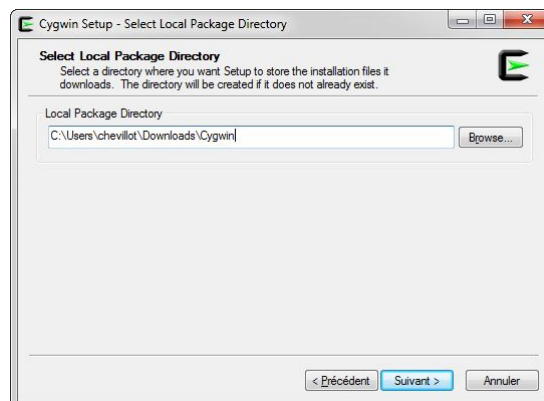 Cygwin Setup - Select Local Package Directory
Select Local Package Directory
Select a directory where you want Setup to store the installation files it
downloads. The directory will be created if it does not already exist.
Local Package Directory
C:\Users\chevillot\Downloads\Cygwin
Browse...
< Précédent
Suivant >
Annuler